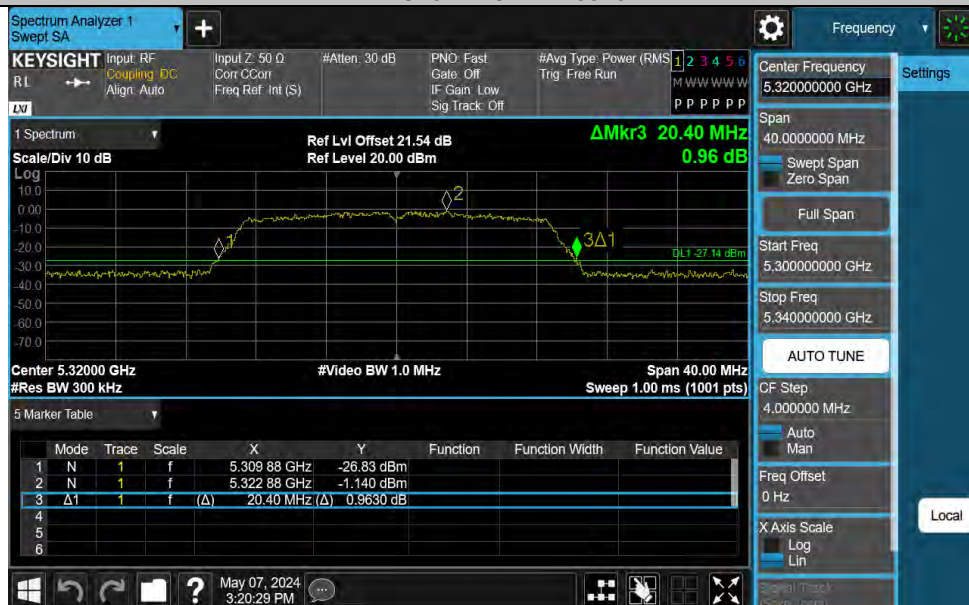 Spectrum Analyzer 1
Swept SA
+
Frequency
KEYSIGHT
RL
LXI
Input: RF
Coupling: DC
Align: Auto
Input Z: 50 Ω
Corr CCorr
Freq Ref: Int (S)
#Atten: 30 dB
PNO: Fast
Gate: Off
IF Gain: Low
Sig Track: Off
#Avg Type: Power (RMS
Trig: Free Run
1 2 3 4 5 6
M W W W W W
P P P P P P
1 Spectrum
Scale/Div 10 dB
Ref Lvl Offset 21.54 dB
Ref Level 20.00 dBm
ΔMkr3 20.40 MHz
0.96 dB
Log
10.0
0.00
-10.0
-20.0
-30.0
-40.0
-50.0
-60.0
-70.0
1
2
3Δ1
DL1 -27.14 dBm
Center 5.32000 GHz
#Res BW 300 kHz
#Video BW 1.0 MHz
Span 40.00 MHz
Sweep 1.00 ms (1001 pts)
5 Marker Table
Mode Trace Scale X Y Function Function Width Function Value
1 N 1 f 5.309 88 GHz -26.83 dBm
2 N 1 f 5.322 88 GHz -1.140 dBm
3 Δ1 1 f (Δ) 20.40 MHz (Δ) 0.9630 dB
4
5
6
?
May 07, 2024
3:20:29 PM
Center Frequency
5.320000000 GHz
Span
40.0000000 MHz
Swept Span
Zero Span
Full Span
Start Freq
5.300000000 GHz
Stop Freq
5.340000000 GHz
AUTO TUNE
CF Step
4.000000 MHz
Auto
Man
Freq Offset
0 Hz
X Axis Scale
Log
Lin
Signal Track
Settings
Local